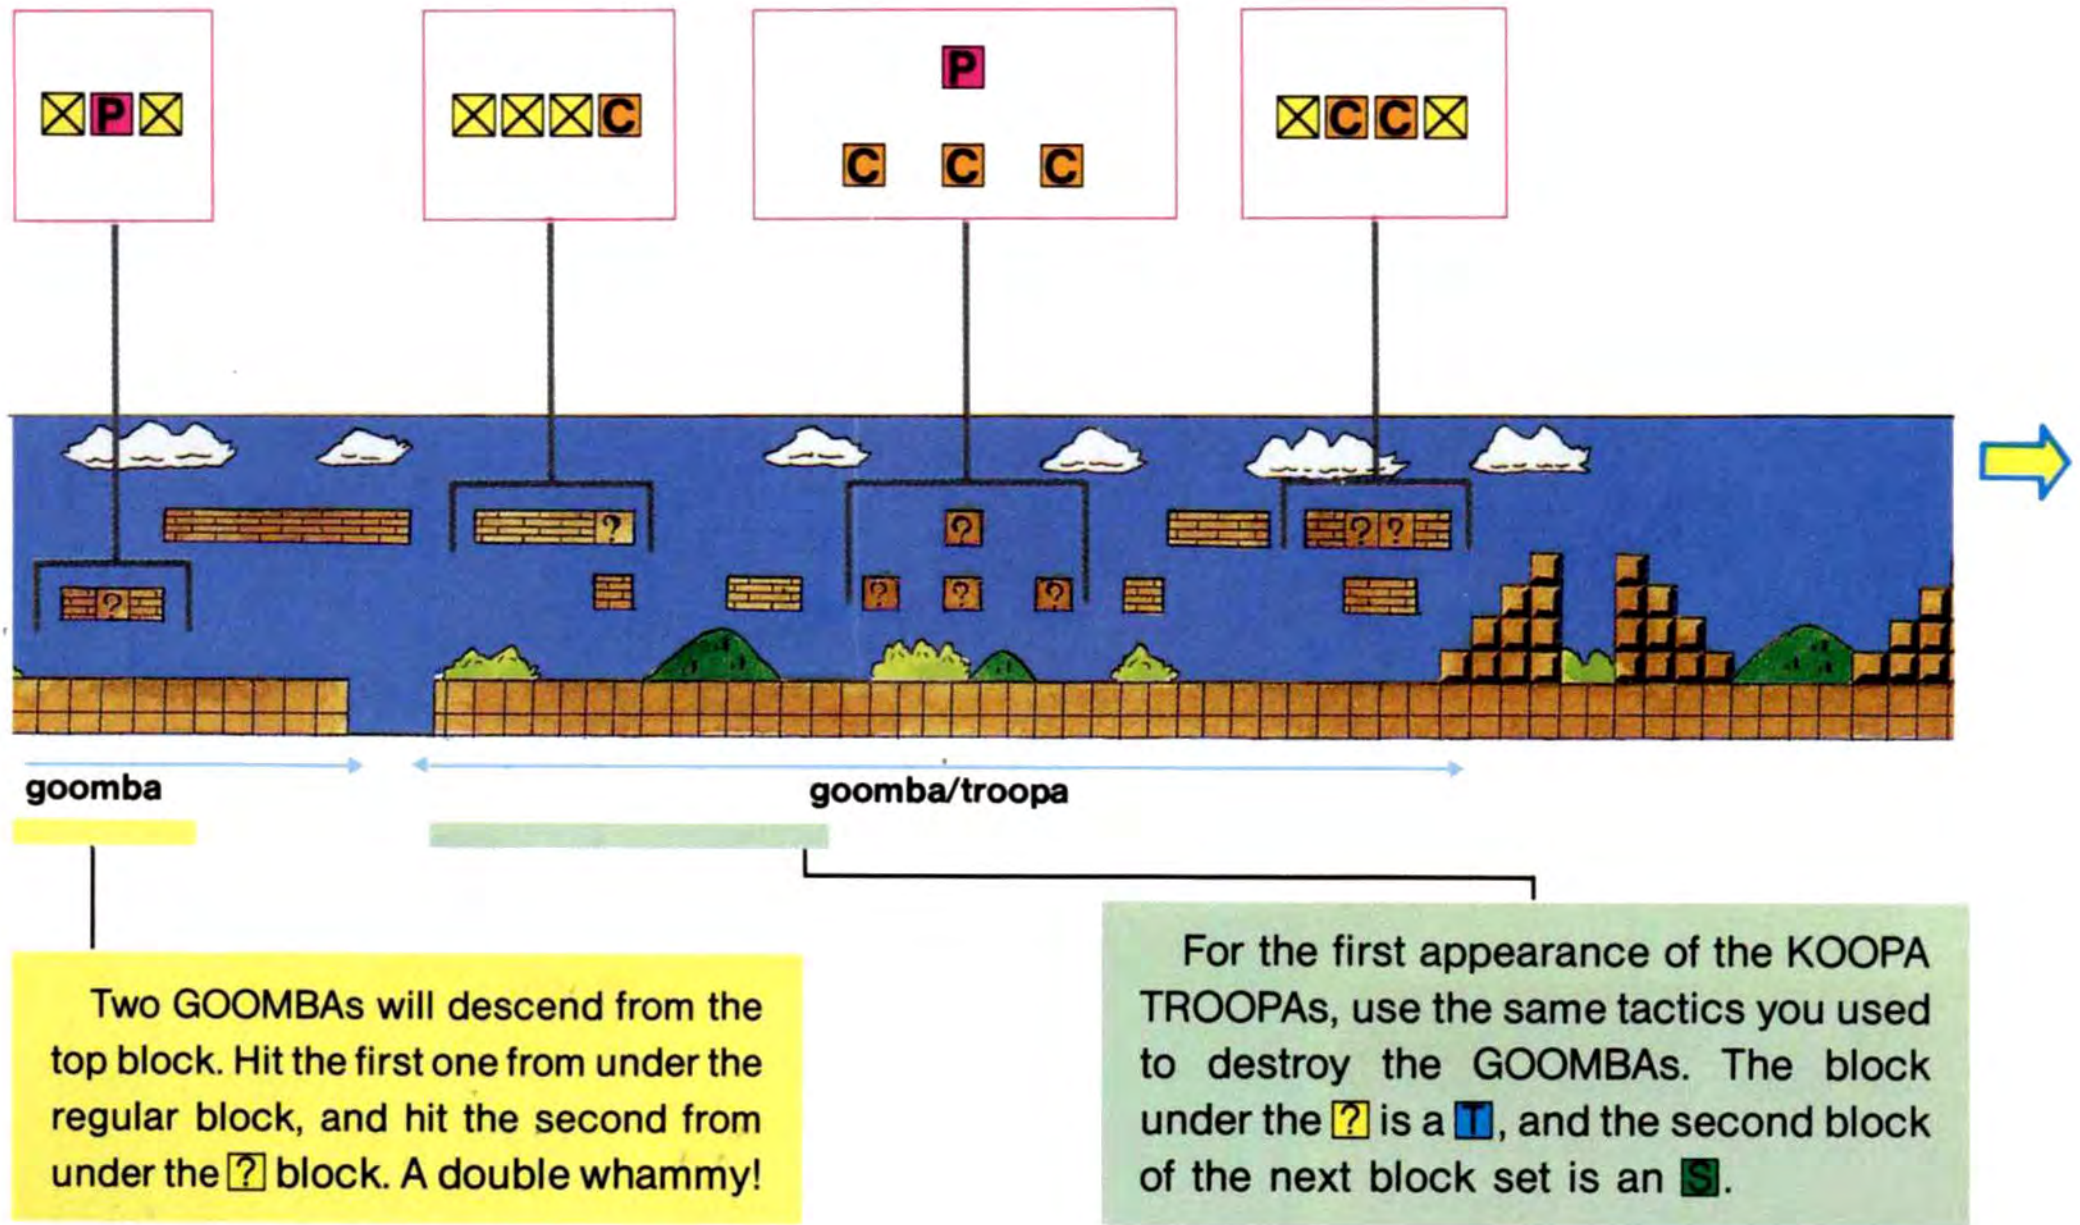 P
P
C
C C C
C C
?
?
? ?
? ? ?
?
goomba
goomba/troopa
Two GOOMBAs will descend from the
top block. Hit the first one from under the
regular block, and hit the second from
under the ? block. A double whammy!
For the first appearance of the KOOPA
TROOPAs, use the same tactics you used
to destroy the GOOMBAs. The block
under the ? is a T, and the second block
of the next block set is an S.